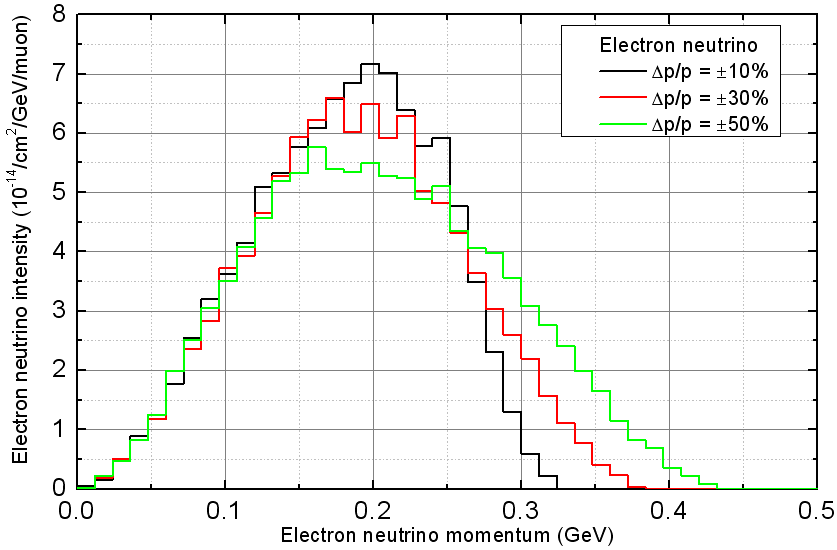 Electron neutrino intensity (10⁻¹⁴/cm²/GeV/muon)
8
7
6
5
4
3
2
1
0
Electron neutrino
Δp/p = ±10%
Δp/p = ±30%
Δp/p = ±50%
0.0 0.1 0.2 0.3 0.4 0.5
Electron neutrino momentum (GeV)